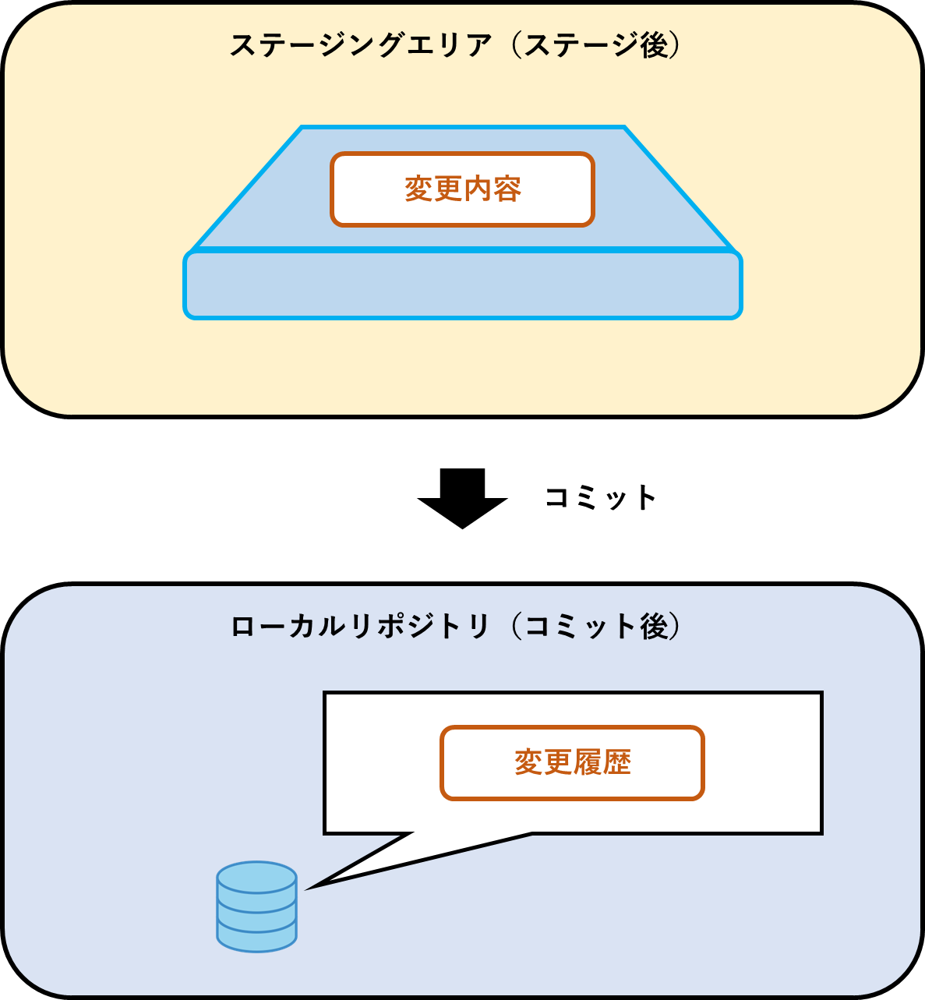 ステージングエリア（ステージ後）
変更内容
コミット
ローカルリポジトリ（コミット後）
変更履歴